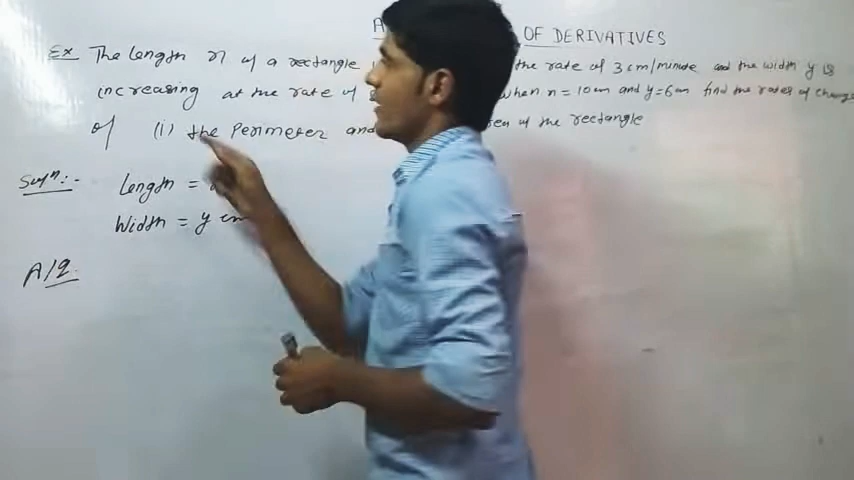 OF DERIVATIVES
Ex The length x of a rectangle the rate of 3 cm/minute and the width y is
increasing at the rate of when x = 10cm and y=6cm find the rates of change
of (i) the perimeter and of the rectangle
Soln:- Length =
Width = y cm
A/Q